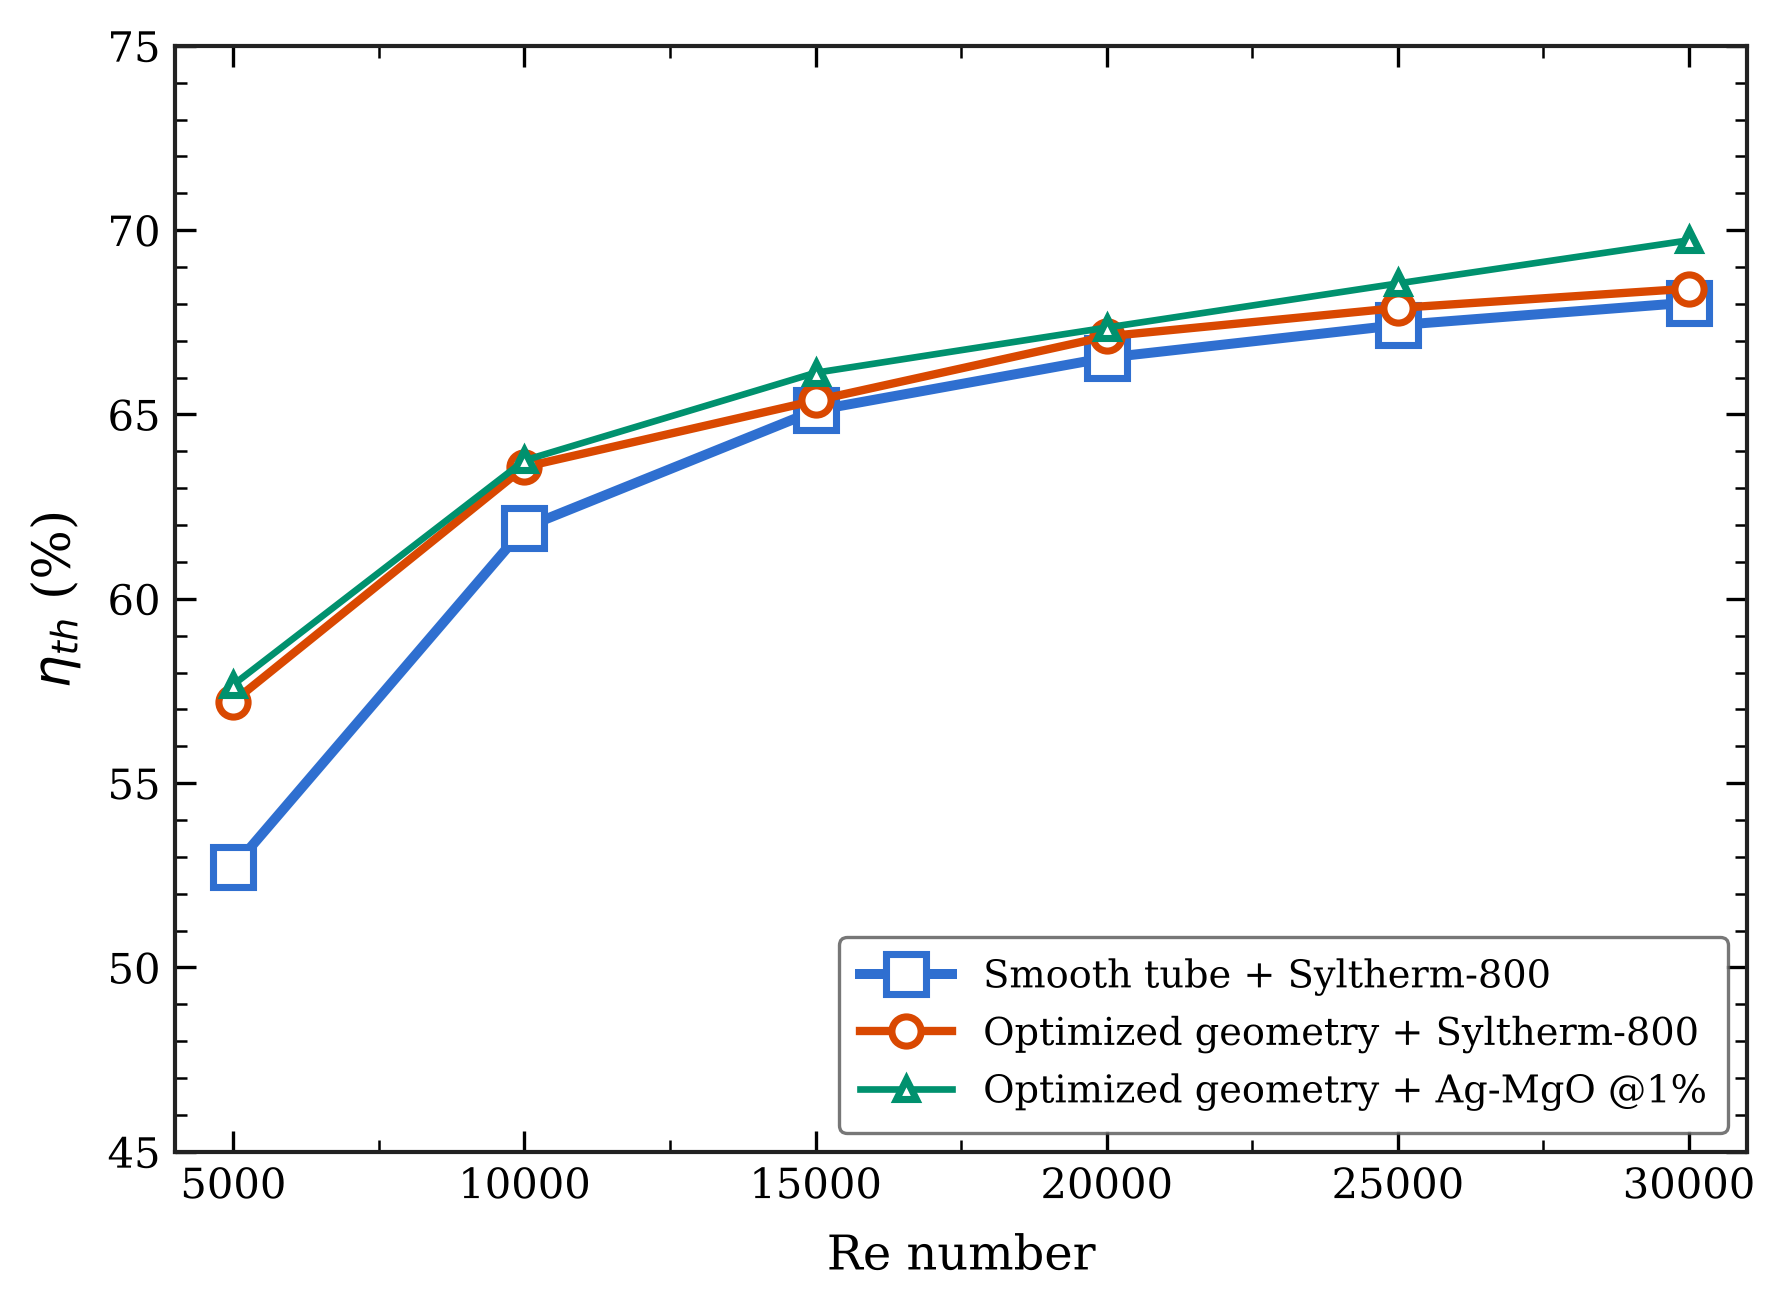 75
70
65
60
55
50
45
η_th (%)
Smooth tube + Syltherm-800
Optimized geometry + Syltherm-800
Optimized geometry + Ag-MgO @1%
5000 10000 15000 20000 25000 30000
Re number